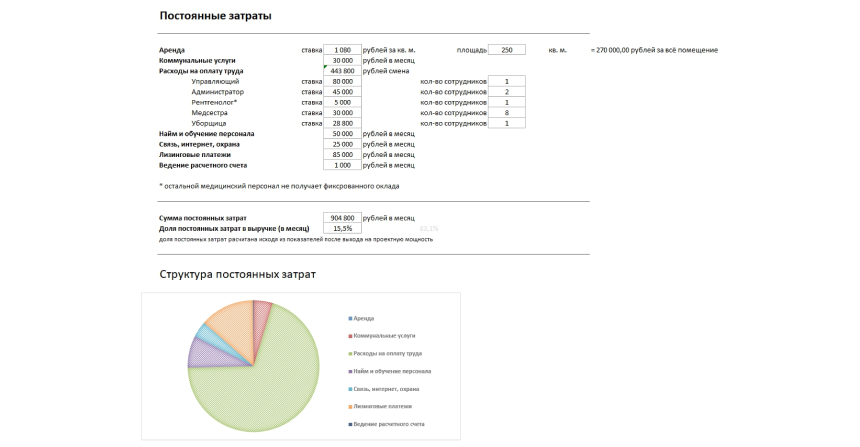 Постоянные затраты
Аренда ставка 1 080 рублей за кв. м. площадь 250 кв. м. = 270 000,00 рублей за всё помещение
Коммунальные услуги 30 000 рублей в месяц
Расходы на оплату труда 443 800 рублей смена
Управляющий ставка 80 000 кол-во сотрудников 1
Администратор ставка 45 000 кол-во сотрудников 2
Рентгенолог* ставка 5 000 кол-во сотрудников 1
Медсестра ставка 30 000 кол-во сотрудников 8
Уборщица ставка 28 800 кол-во сотрудников 1
Найм и обучение персонала 50 000 рублей в месяц
Связь, интернет, охрана 25 000 рублей в месяц
Лизинговые платежи 85 000 рублей в месяц
Ведение расчетного счета 1 000 рублей в месяц
* остальной медицинский персонал не получает фиксрованного оклада
Сумма постоянных затрат 904 800 рублей в месяц
Доля постоянных затрат в выручке (в месяц) 15,5%
доля постоянных затрат расчитана исходя из показателей после выхода на проектную мощность
Структура постоянных затрат
Аренда
Коммунальные услуги
Расходы на оплату труда
Найм и обучение персонала
Связь, интернет, охрана
Лизинговые платежи
Ведение расчетного счета